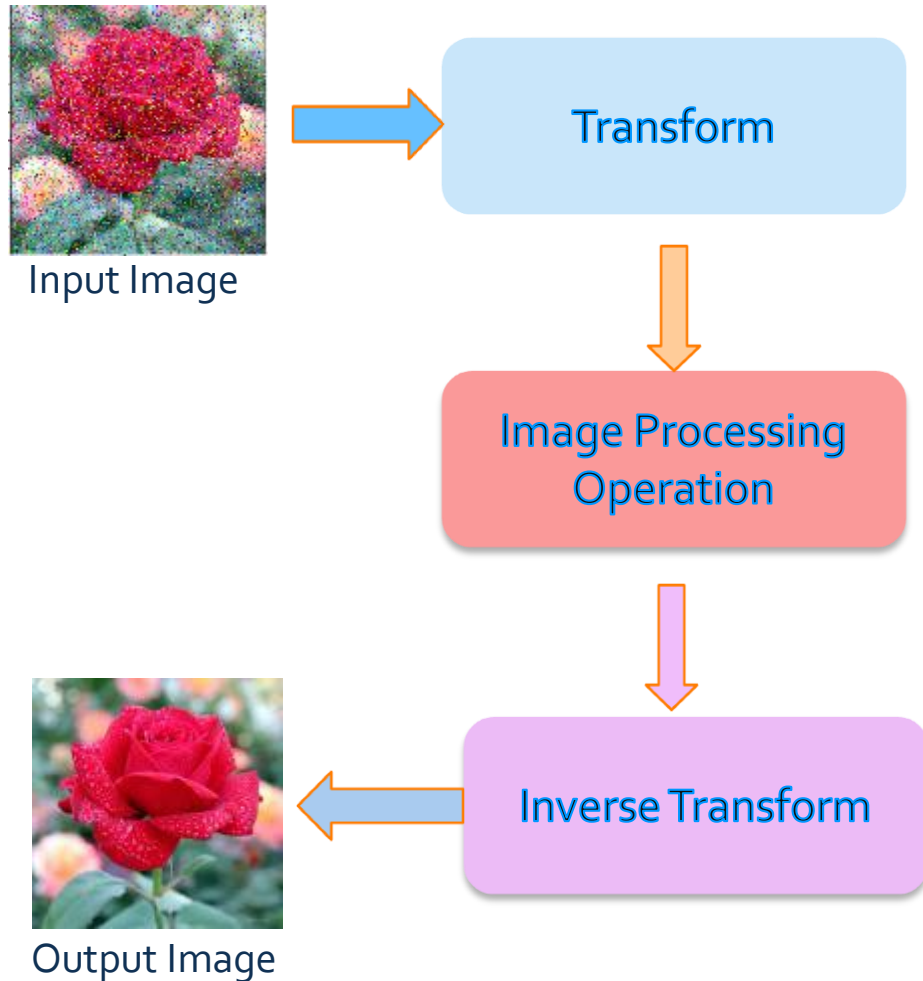 Transform
Input Image
Image Processing
Operation
Inverse Transform
Output Image